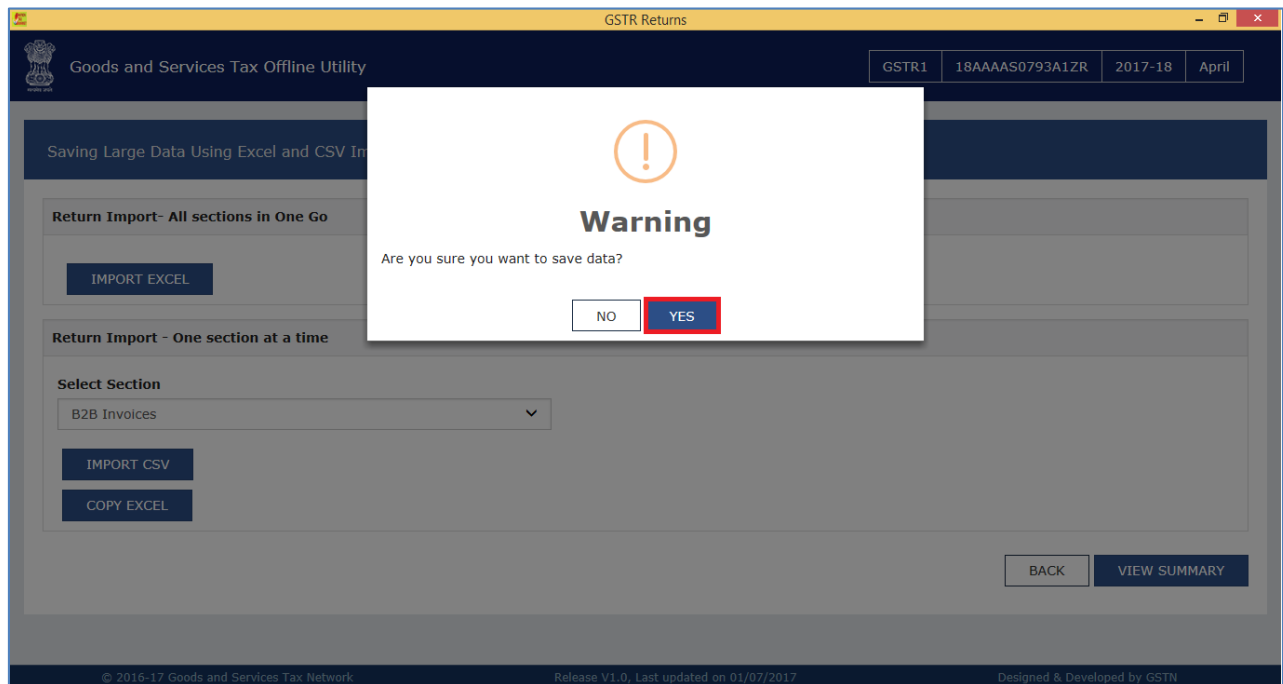 GSTR Returns
Goods and Services Tax Offline Utility
GSTR1 18AAAAS0793A1ZR 2017-18 April
Saving Large Data Using Excel and CSV Im
Warning
Are you sure you want to save data?
NO YES
Return Import- All sections in One Go
IMPORT EXCEL
Return Import - One section at a time
Select Section
B2B Invoices
IMPORT CSV
COPY EXCEL
BACK VIEW SUMMARY
© 2016-17 Goods and Services Tax Network Release V1.0, Last updated on 01/07/2017 Designed & Developed by GSTN